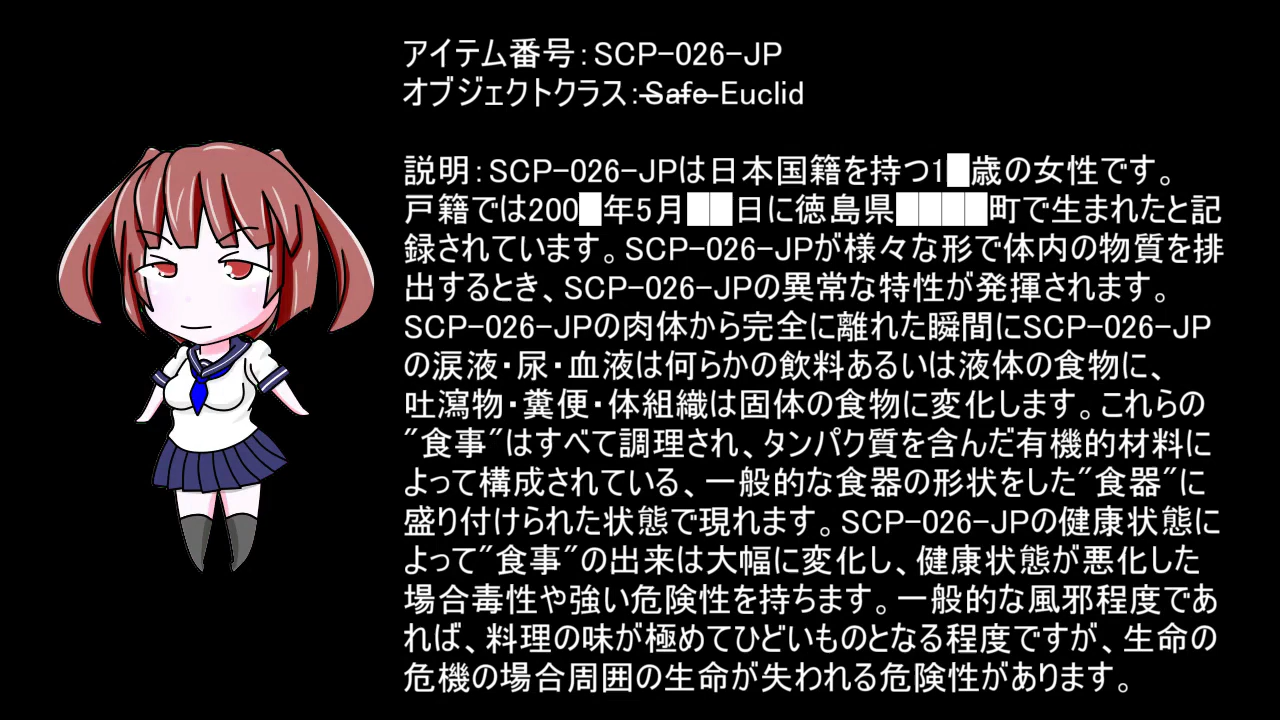 アイテム番号:SCP-026-JP
オブジェクトクラス:-Safe-Euclid
説明:SCP-026-JPは日本国籍を持つ1█歳の女性です。
戸籍では200█年5月██日に徳島県████町で生まれたと記
録されています。SCP-026-JPが様々な形で体内の物質を排
出するとき、SCP-026-JPの異常な特性が発揮されます。
SCP-026-JPの肉体から完全に離れた瞬間にSCP-026-JP
の涙液・尿・血液は何らかの飲料あるいは液体の食物に、
吐瀉物・糞便・体組織は固体の食物に変化します。これらの
"食事"はすべて調理され、タンパク質を含んだ有機的材料に
よって構成されている、一般的な食器の形状をした"食器"に
盛り付けられた状態で現れます。SCP-026-JPの健康状態に
よって"食事"の出来は大幅に変化し、健康状態が悪化した
場合毒性や強い危険性を持ちます。一般的な風邪程度であ
れば、料理の味が極めてひどいものとなる程度ですが、生命の
危機の場合周囲の生命が失われる危険性があります。